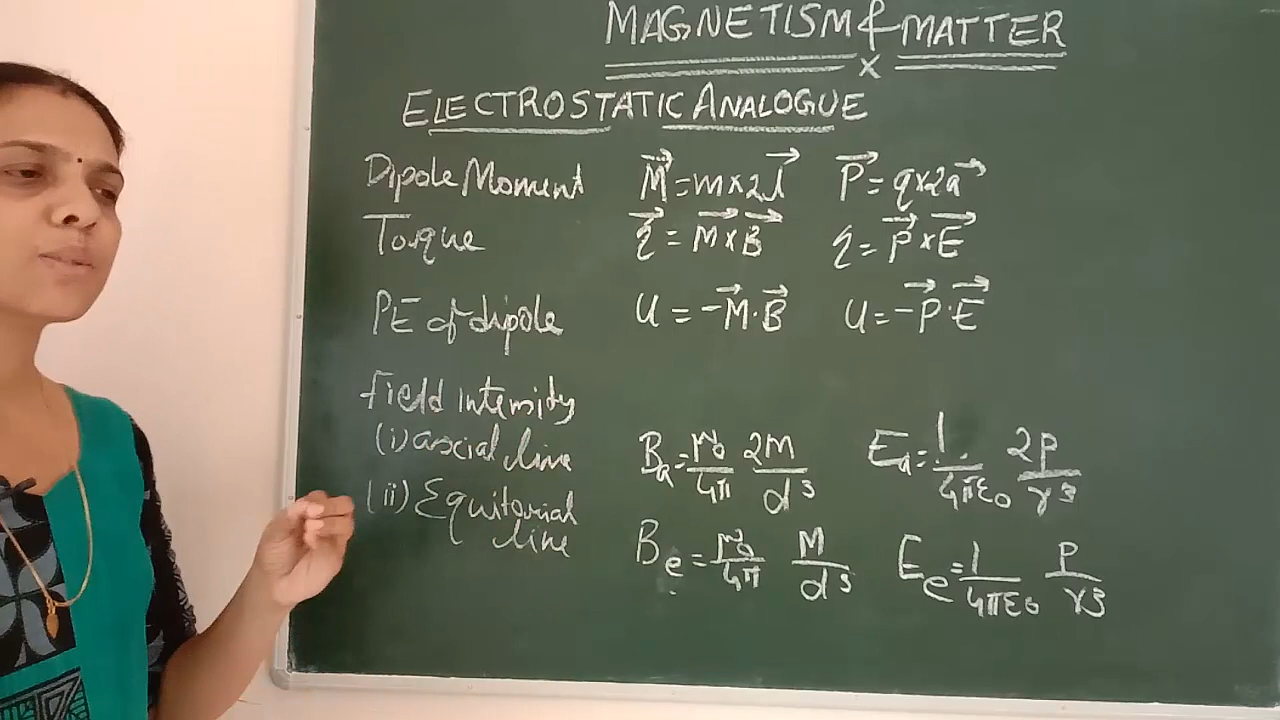 MAGNETISM & MATTER
x
ELECTROSTATIC ANALOGUE
Dipole Moment M⃗ = m×2l⃗ P⃗ = q×2a⃗
Torque τ⃗ = M⃗×B⃗ τ = P⃗×E⃗
PE of dipole U = -M⃗·B⃗ U = -P⃗·E⃗
Field Intensity
(i) axial line Bₐ = μ₀/4π 2M/d³ Eₐ = 1/4πε₀ 2P/r³
(ii) Equitorial
line Bₑ = μ₀/4π M/d³ Eₑ = 1/4πε₀ P/r³